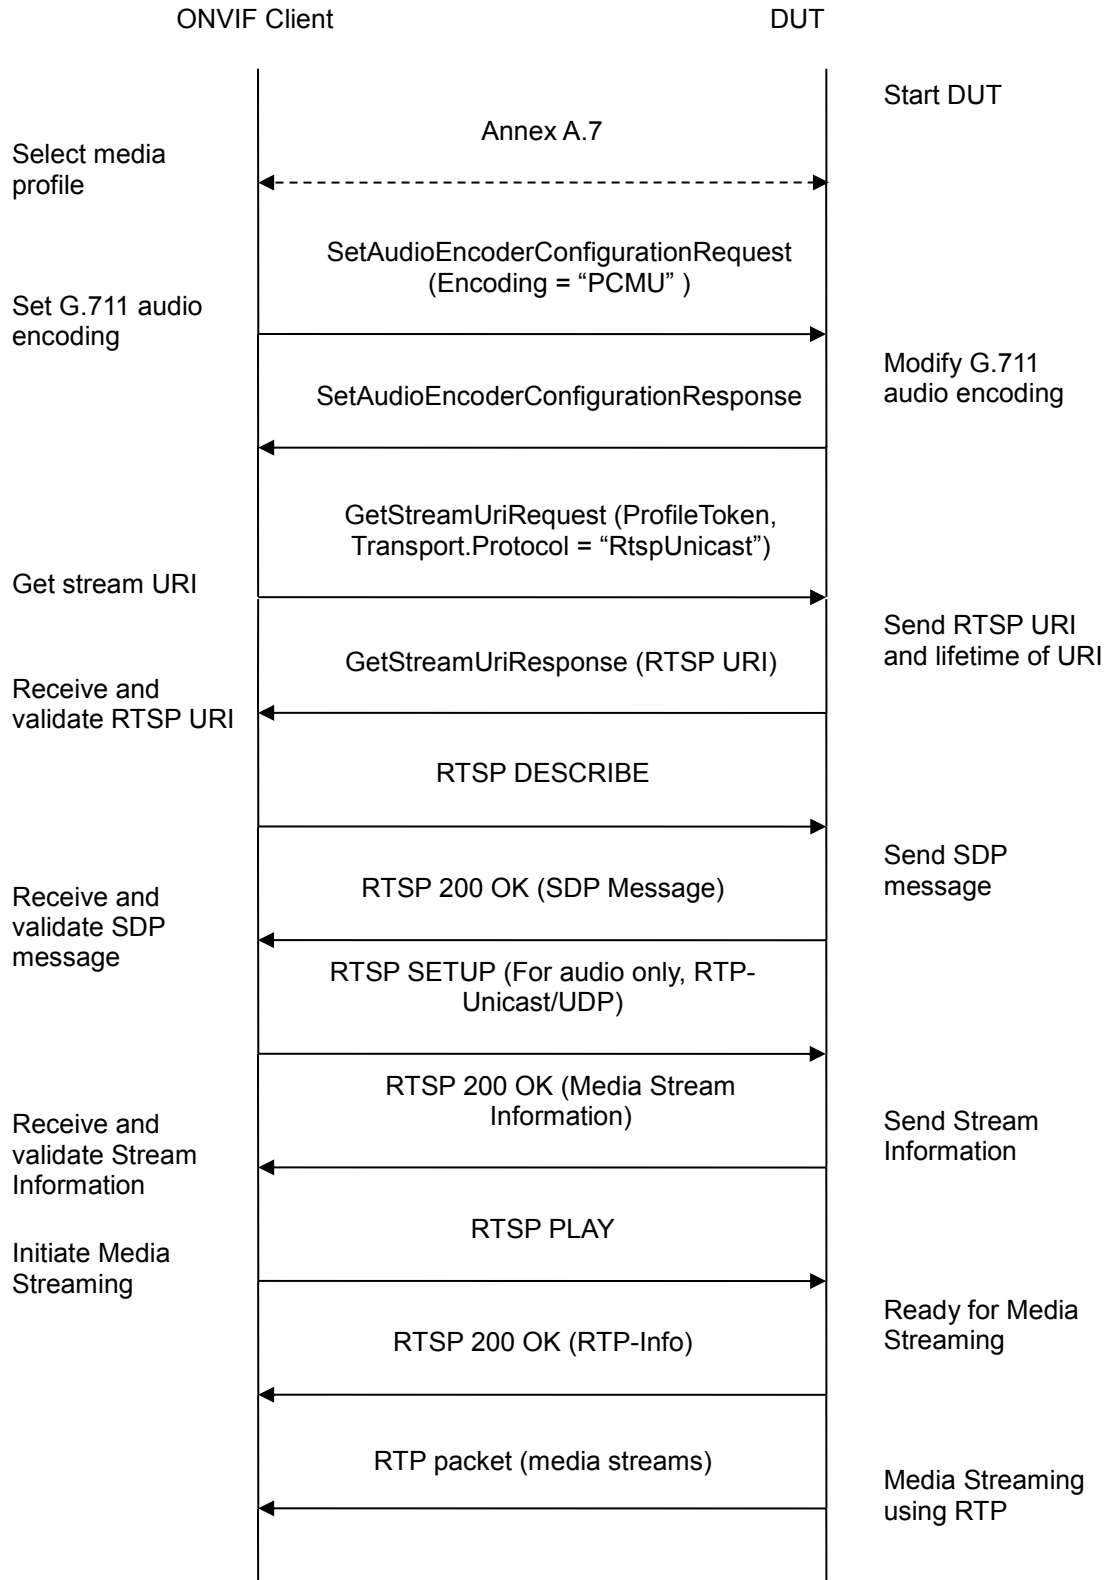 ONVIF Client
DUT
Start DUT
Annex A.7
Select media
profile
SetAudioEncoderConfigurationRequest
(Encoding = “PCMU” )
Set G.711 audio
encoding
Modify G.711
audio encoding
SetAudioEncoderConfigurationResponse
GetStreamUriRequest (ProfileToken,
Transport.Protocol = “RtspUnicast”)
Get stream URI
Send RTSP URI
and lifetime of URI
GetStreamUriResponse (RTSP URI)
Receive and
validate RTSP URI
RTSP DESCRIBE
Send SDP
message
RTSP 200 OK (SDP Message)
Receive and
validate SDP
message
RTSP SETUP (For audio only, RTP-
Unicast/UDP)
RTSP 200 OK (Media Stream
Information)
Receive and
validate Stream
Information
Send Stream
Information
RTSP PLAY
Initiate Media
Streaming
Ready for Media
Streaming
RTSP 200 OK (RTP-Info)
RTP packet (media streams)
Media Streaming
using RTP